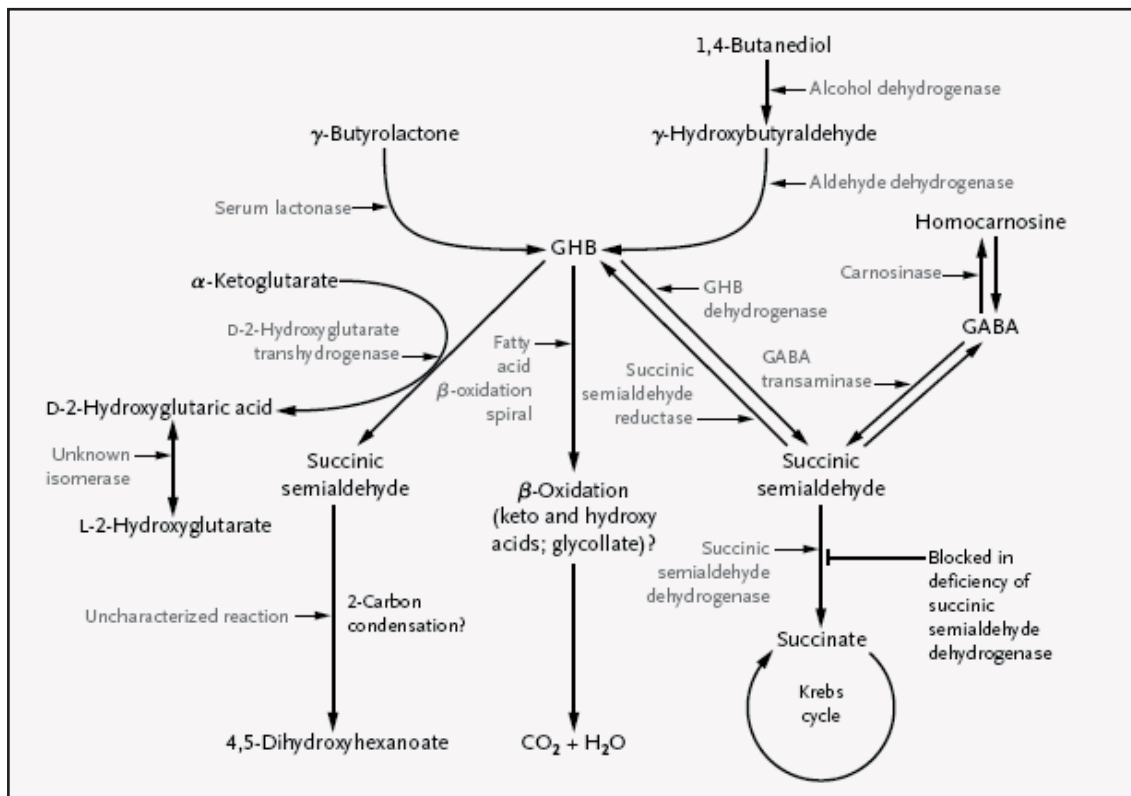 1,4-Butanediol
Alcohol dehydrogenase
γ-Butyrolactone
γ-Hydroxybutyraldehyde
Aldehyde dehydrogenase
Serum lactonase
Homocarnosine
GHB
α-Ketoglutarate
GHB
dehydrogenase
Carnosinase
GABA
D-2-Hydroxyglutarate
transhydrogenase
Fatty
acid
β-oxidation
spiral
Succinic
semialdehyde
reductase
GABA
transaminase
D-2-Hydroxyglutaric acid
Unknown
isomerase
L-2-Hydroxyglutarate
Succinic
semialdehyde
β-Oxidation
(keto and hydroxy
acids; glycollate)?
Succinic
semialdehyde
Succinic
semialdehyde
dehydrogenase
Blocked in
deficiency of
succinic
semialdehyde
dehydrogenase
Uncharacterized reaction
2-Carbon
condensation?
Succinate
Krebs
cycle
4,5-Dihydroxyhexanoate
CO₂ + H₂O